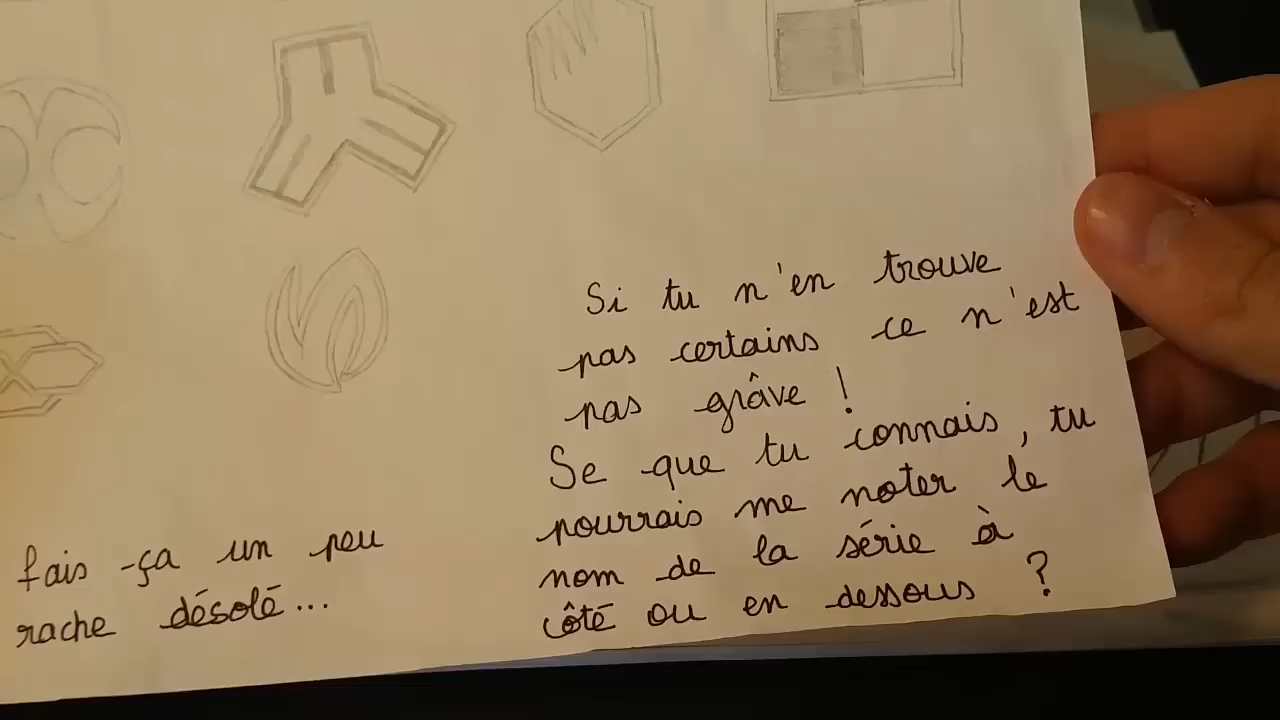 Si tu n'en trouve
pas certains ce n'est
pas grâve !
Se que tu connais, tu
pourrais me noter le
nom de la série à
côté ou en dessous ?
fais-ça un peu
rache désolé...